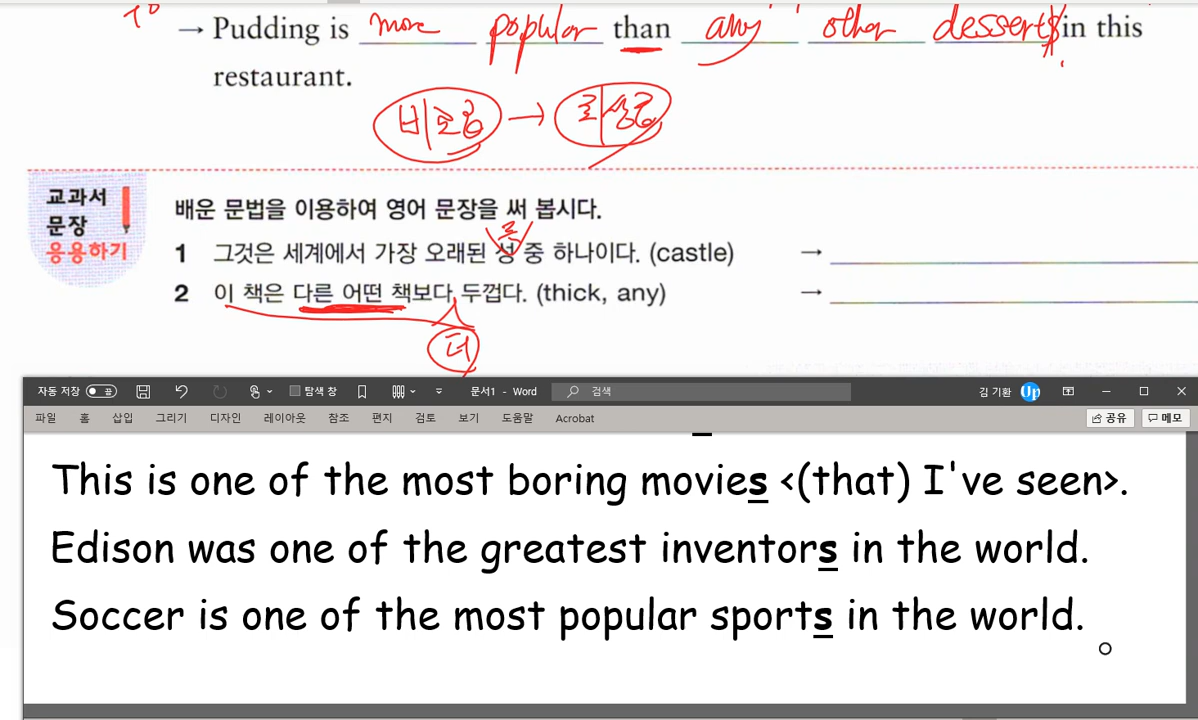 → Pudding is more popular than any other desserts in this
restaurant.
비교급 → 최상급
교과서
문장
응용하기
배운 문법을 이용하여 영어 문장을 써 봅시다.
1 그것은 세계에서 가장 오래된 성 중 하나이다. (castle) →
2 이 책은 다른 어떤 책보다 두껍다. (thick, any) →
더
자동 저장 끔 탐색 창 문서1 - Word 검색 김 기환 Up
파일 홈 삽입 그리기 디자인 레이아웃 참조 편지 검토 보기 도움말 Acrobat 공유 메모
This is one of the most boring movies <(that) I've seen>.
Edison was one of the greatest inventors in the world.
Soccer is one of the most popular sports in the world.